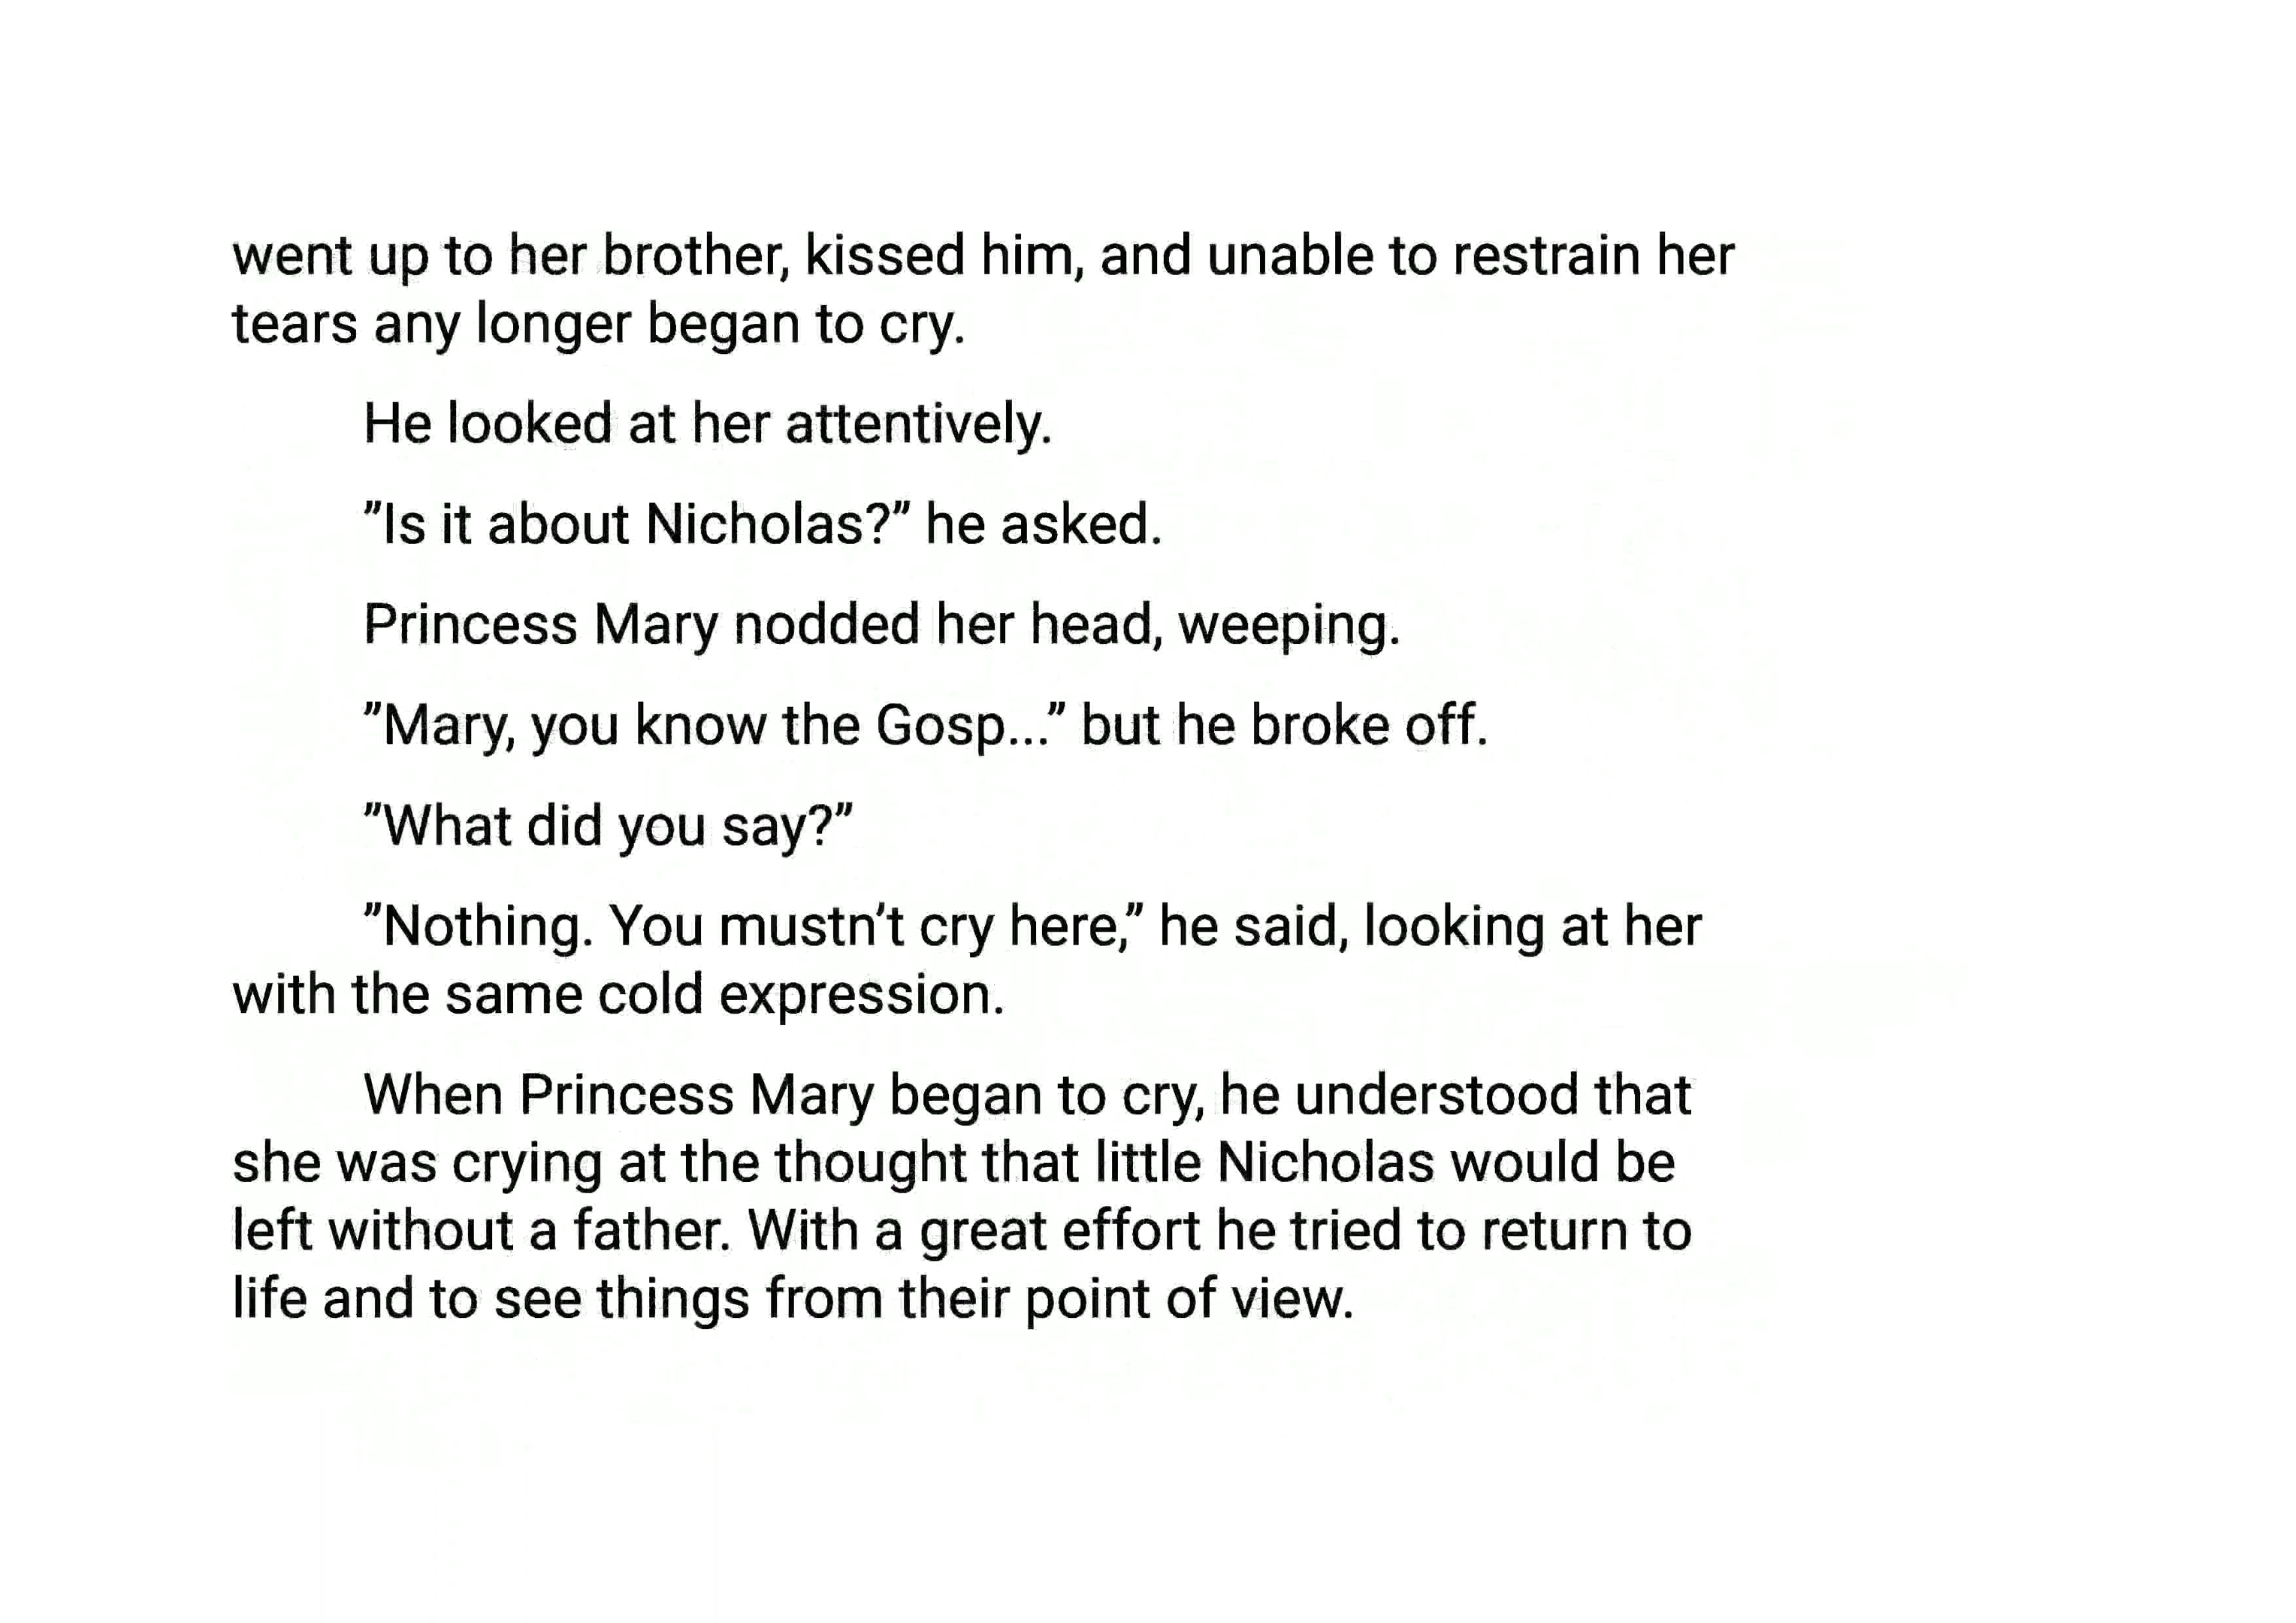 went up to her brother, kissed him, and unable to restrain her
tears any longer began to cry.
He looked at her attentively.
”Is it about Nicholas?” he asked.
Princess Mary nodded her head, weeping.
”Mary, you know the Gosp...” but he broke off.
”What did you say?”
”Nothing. You mustn’t cry here,” he said, looking at her
with the same cold expression.
When Princess Mary began to cry, he understood that
she was crying at the thought that little Nicholas would be
left without a father. With a great effort he tried to return to
life and to see things from their point of view.